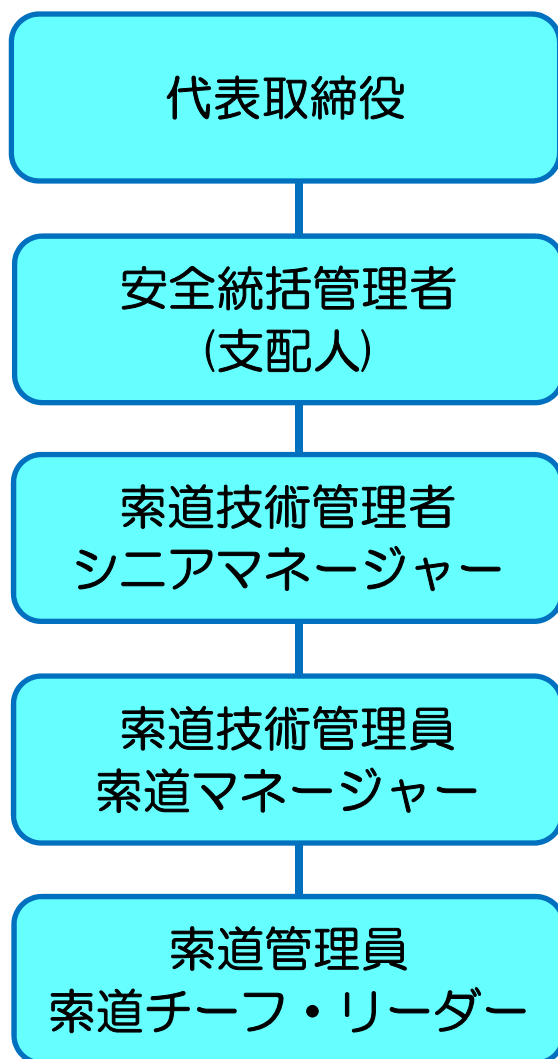 代表取締役
安全統括管理者
(支配人)
索道技術管理者
シニアマネージャー
索道技術管理員
索道マネージャー
索道管理員
索道チーフ・リーダー